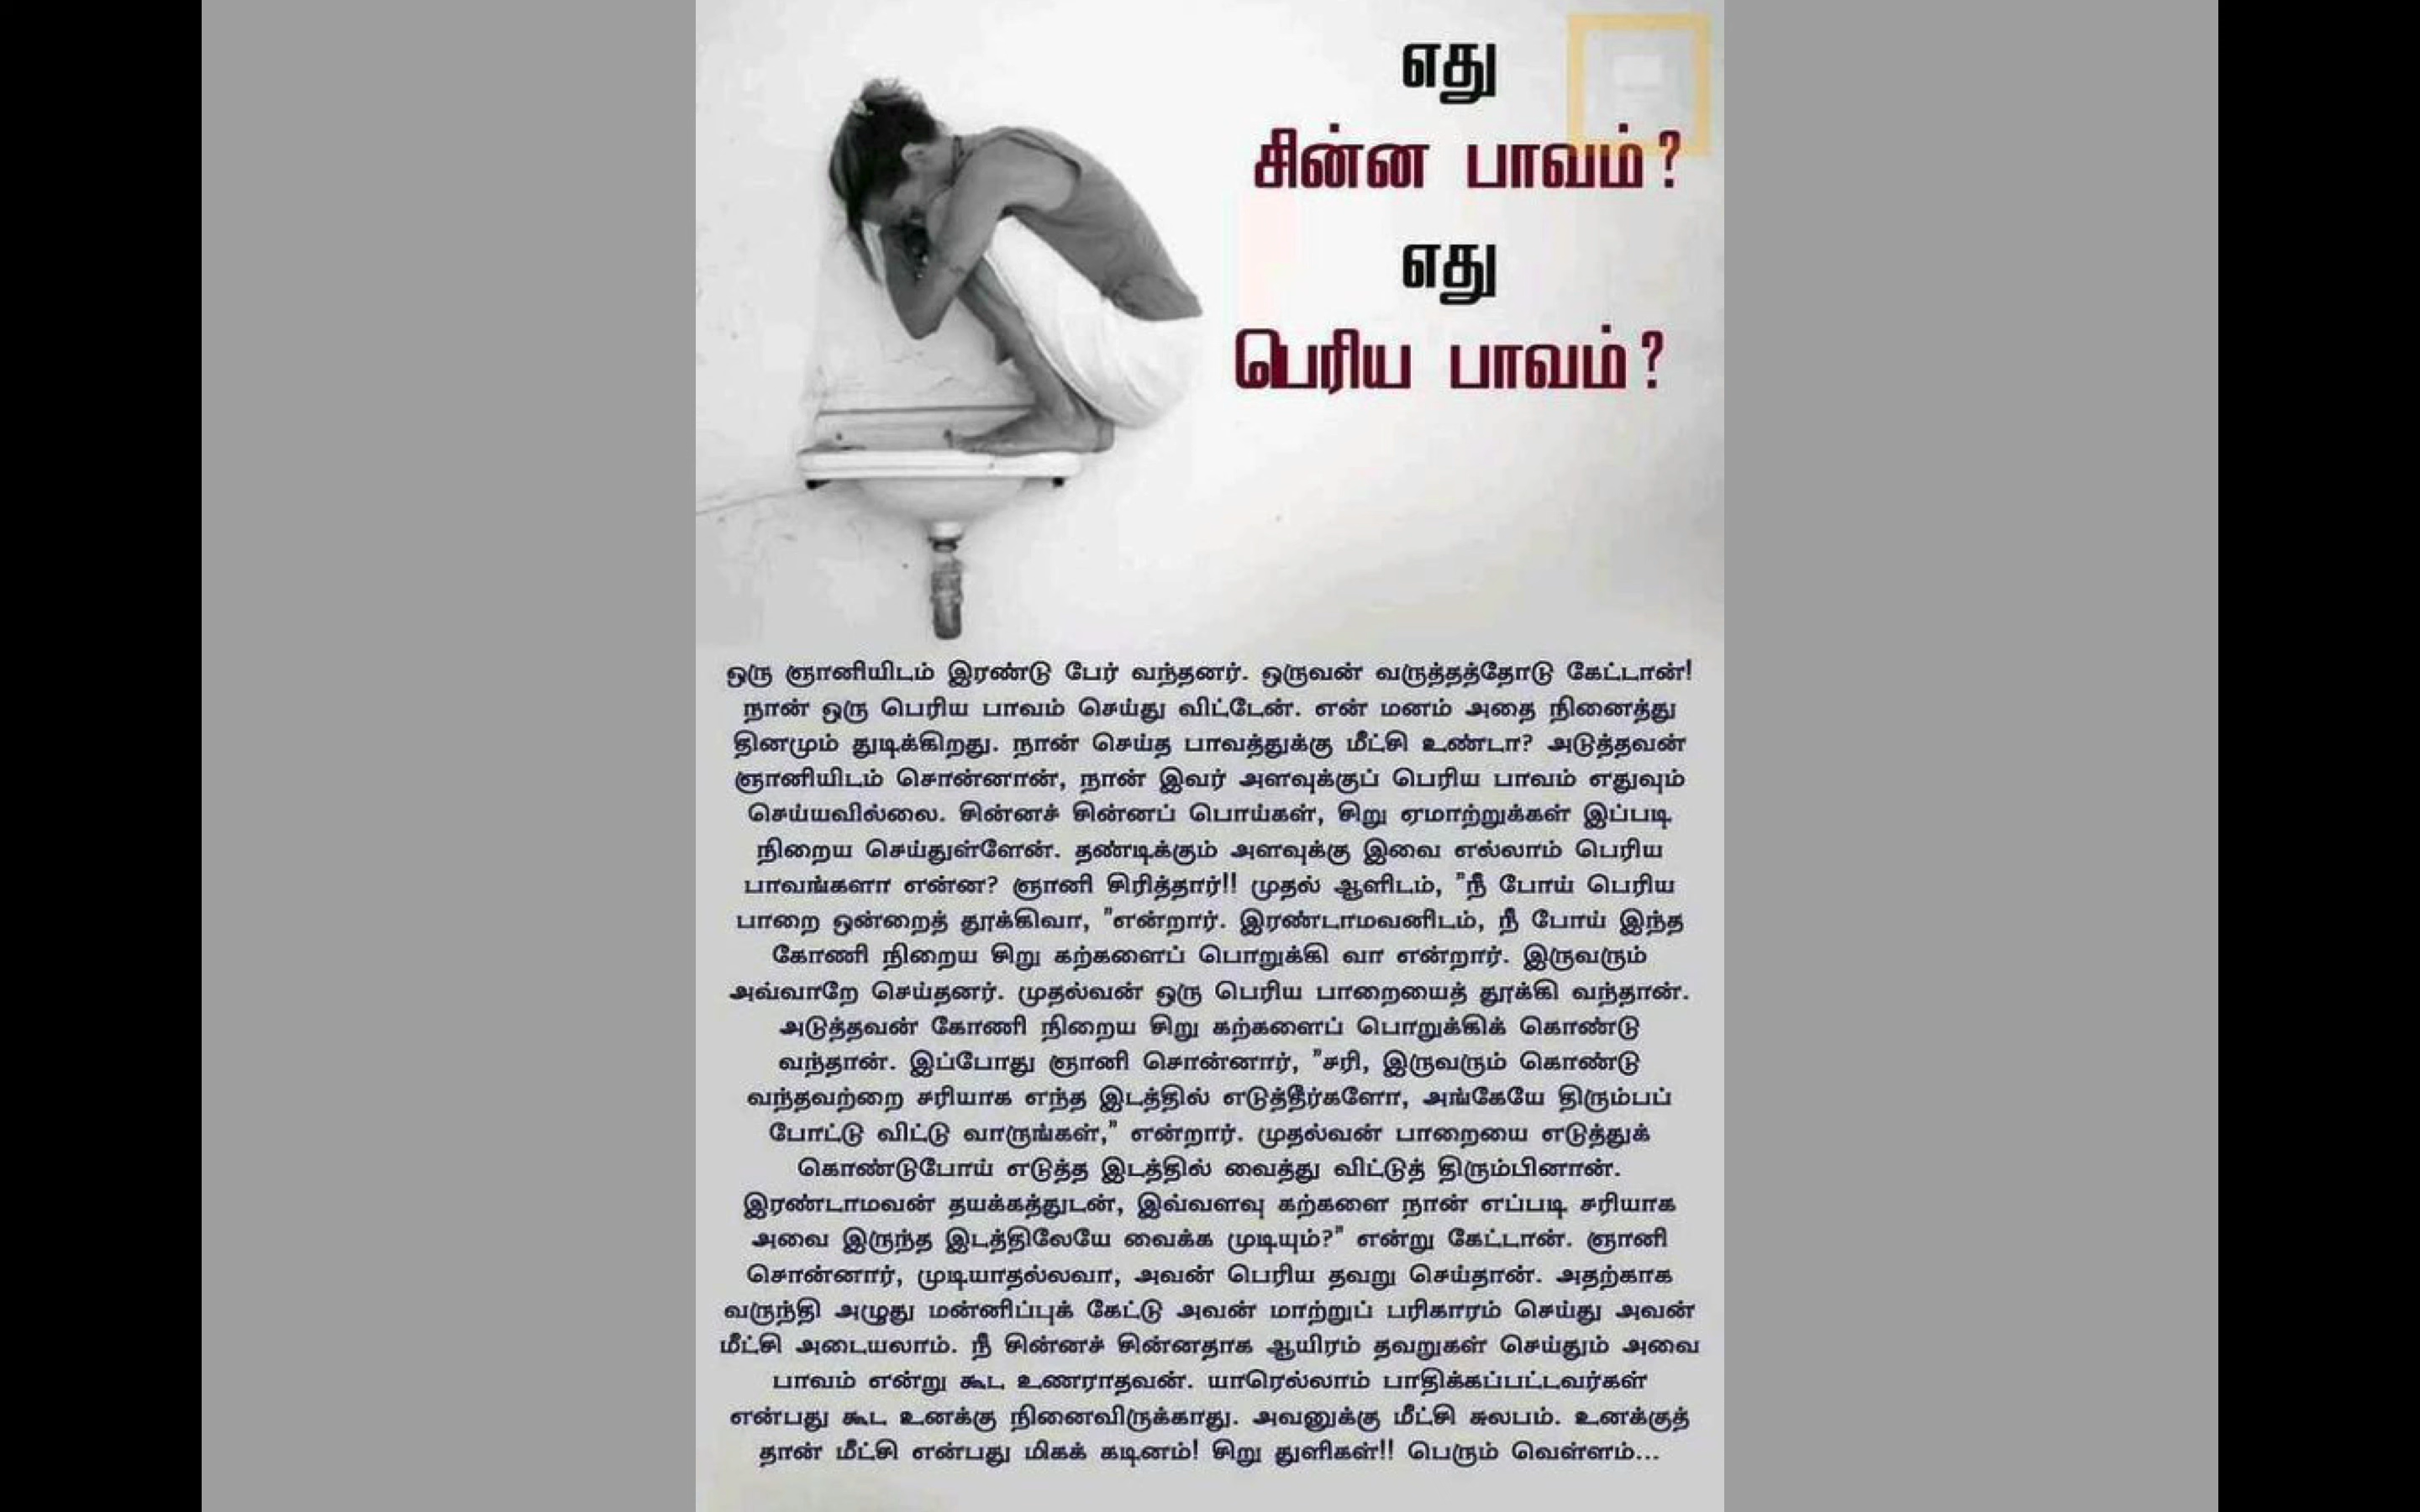 எது
சின்ன பாவம்?
எது
பெரிய பாவம்?
ஒரு ஞானியிடம் இரண்டு பேர் வந்தனர். ஒருவன் வருத்தத்தோடு கேட்டான்!
நான் ஒரு பெரிய பாவம் செய்து விட்டேன். என் மனம் அதை நினைத்து
தினமும் துடிக்கிறது. நான் செய்த பாவத்துக்கு மீட்சி உண்டா? அடுத்தவன்
ஞானியிடம் சொன்னான், நான் இவர் அளவுக்குப் பெரிய பாவம் எதுவும்
செய்யவில்லை. சின்னச் சின்னப் பொய்கள், சிறு ஏமாற்றுக்கள் இப்படி
நிறைய செய்துள்ளேன். தண்டிக்கும் அளவுக்கு இவை எல்லாம் பெரிய
பாவங்களா என்ன? ஞானி சிரித்தார்!! முதல் ஆளிடம், "நீ போய் பெரிய
பாறை ஒன்றைத் தூக்கிவா, "என்றார். இரண்டாமவனிடம், நீ போய் இந்த
கோணி நிறைய சிறு கற்களைப் பொறுக்கி வா என்றார். இருவரும்
அவ்வாறே செய்தனர். முதல்வன் ஒரு பெரிய பாறையைத் தூக்கி வந்தான்.
அடுத்தவன் கோணி நிறைய சிறு கற்களைப் பொறுக்கிக் கொண்டு
வந்தான். இப்போது ஞானி சொன்னார், "சரி, இருவரும் கொண்டு
வந்தவற்றை சரியாக எந்த இடத்தில் எடுத்தீர்களோ, அங்கேயே திரும்பப்
போட்டு விட்டு வாருங்கள்," என்றார். முதல்வன் பாறையை எடுத்துக்
கொண்டுபோய் எடுத்த இடத்தில் வைத்து விட்டுத் திரும்பினான்.
இரண்டாமவன் தயக்கத்துடன், இவ்வளவு கற்களை நான் எப்படி சரியாக
அவை இருந்த இடத்திலேயே வைக்க முடியும்?" என்று கேட்டான். ஞானி
சொன்னார், முடியாதல்லவா, அவன் பெரிய தவறு செய்தான். அதற்காக
வருந்தி அழுது மன்னிப்புக் கேட்டு அவன் மாற்றுப் பரிகாரம் செய்து அவன்
மீட்சி அடையலாம். நீ சின்னச் சின்னதாக ஆயிரம் தவறுகள் செய்தும் அவை
பாவம் என்று கூட உணராதவன். யாரெல்லாம் பாதிக்கப்பட்டவர்கள்
என்பது கூட உனக்கு நினைவிருக்காது. அவனுக்கு மீட்சி சுலபம். உனக்குத்
தான் மீட்சி என்பது மிகக் கடினம்! சிறு துளிகள்!! பெரும் வெள்ளம்...